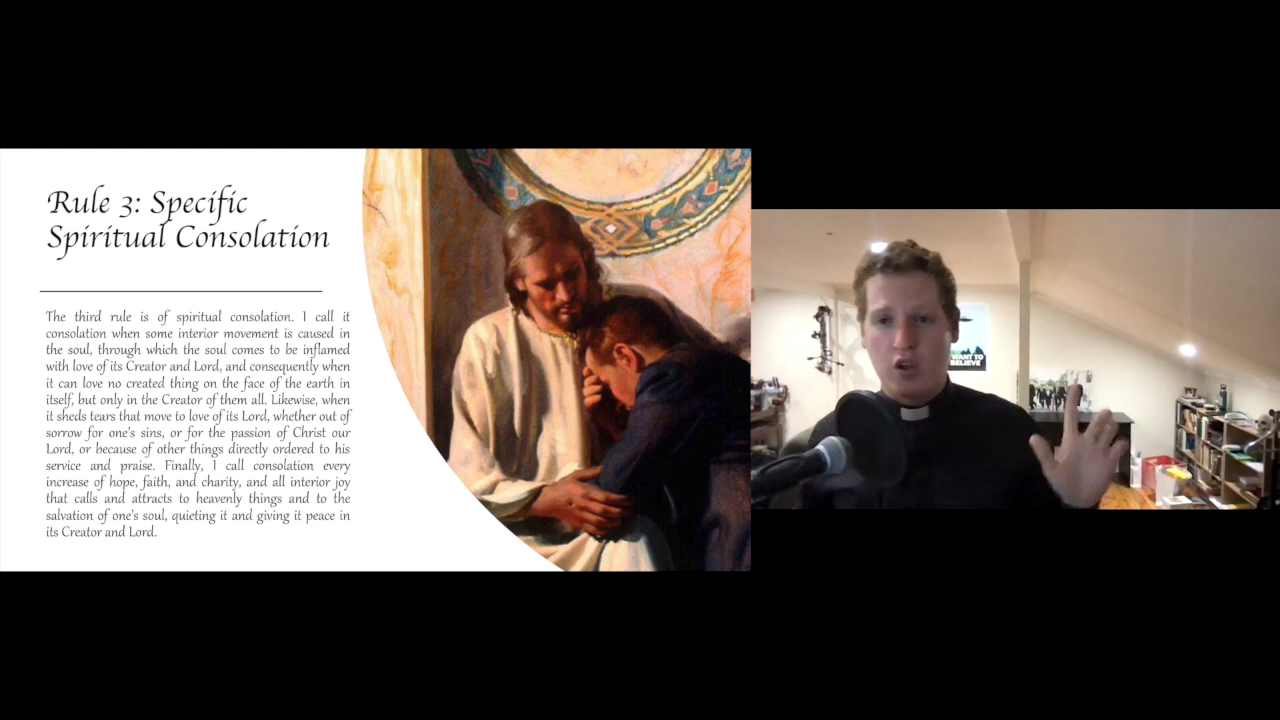 Rule 3: Specific
Spiritual Consolation
The third rule is of spiritual consolation. I call it
consolation when some interior movement is caused in
the soul, through which the soul comes to be inflamed
with love of its Creator and Lord, and consequently when
it can love no created thing on the face of the earth in
itself, but only in the Creator of them all. Likewise, when
it sheds tears that move to love of its Lord, whether out of
sorrow for one's sins, or for the passion of Christ our
Lord, or because of other things directly ordered to his
service and praise. Finally, I call consolation every
increase of hope, faith, and charity, and all interior joy
that calls and attracts to heavenly things and to the
salvation of one's soul, quieting it and giving it peace in
its Creator and Lord.
WANT TO
BELIEVE